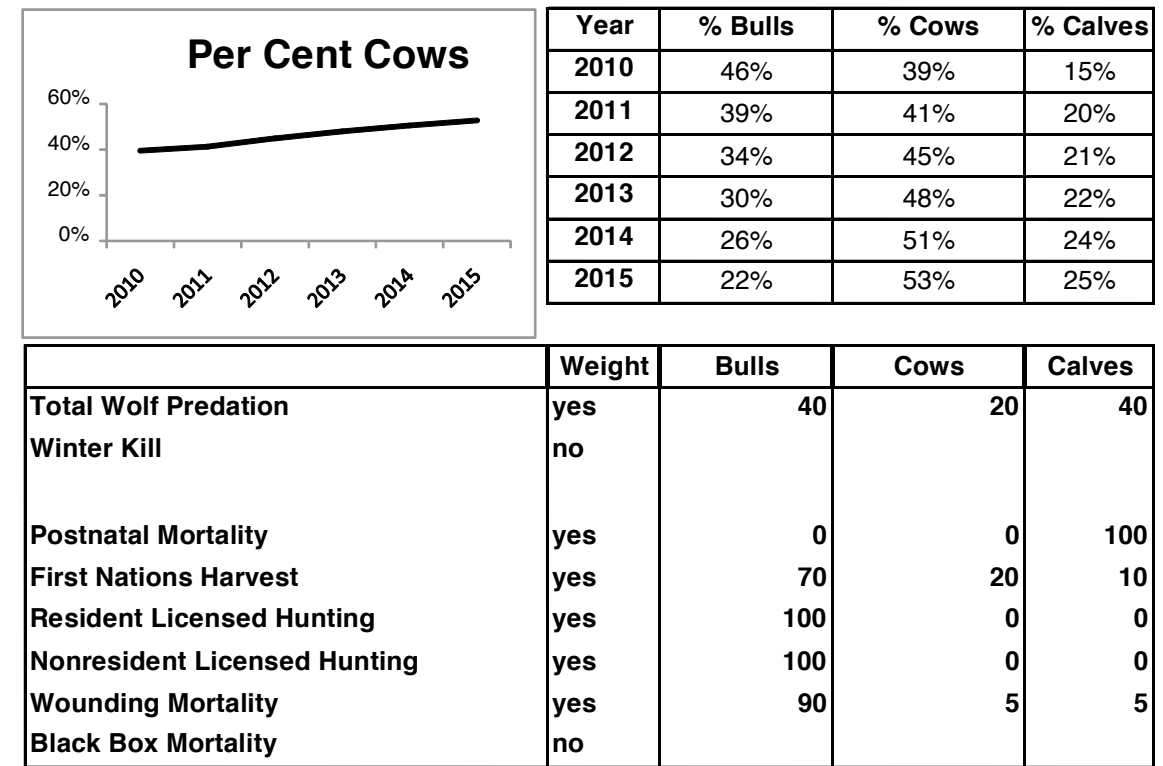 Per Cent Cows
60%
40%
20%
0%
2010 2011 2012 2013 2014 2015
Year % Bulls % Cows % Calves
2010 46% 39% 15%
2011 39% 41% 20%
2012 34% 45% 21%
2013 30% 48% 22%
2014 26% 51% 24%
2015 22% 53% 25%
Weight Bulls Cows Calves
Total Wolf Predation yes 40 20 40
Winter Kill no
Postnatal Mortality yes 0 0 100
First Nations Harvest yes 70 20 10
Resident Licensed Hunting yes 100 0 0
Nonresident Licensed Hunting yes 100 0 0
Wounding Mortality yes 90 5 5
Black Box Mortality no